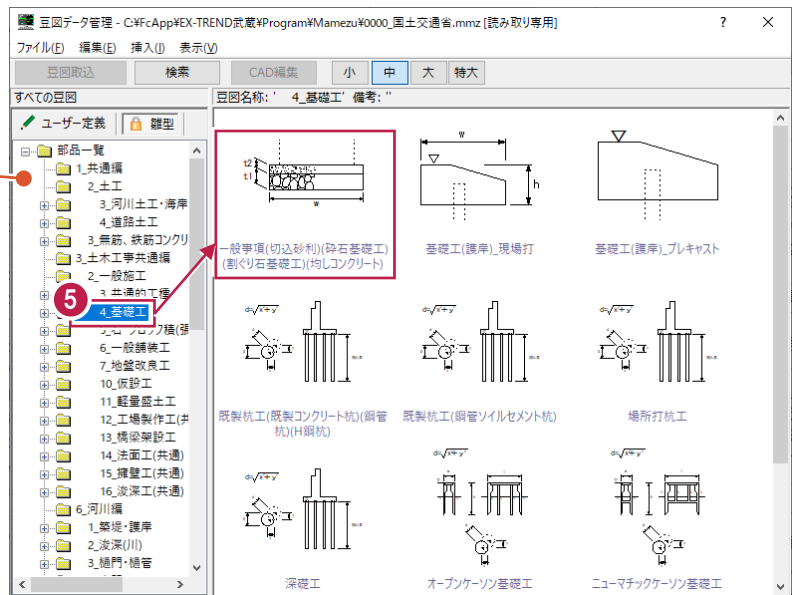 豆図データ管理 - C:¥FcApp¥EX-TREND武蔵¥Program¥Mamezu¥0000_国土交通省.mmz [読み取り専用] ? ×
ファイル(F) 編集(E) 挿入(I) 表示(V)
豆図取込 検索 CAD編集 小 中 大 特大
すべての豆図
豆図名称: ' 4_基礎工' 備考: ''
ユーザー定義 雛型
部品一覧
1_共通編
2_土工
3_河川土工・海岸
4_道路土工
3_無筋、鉄筋コンクリ
3_土木工事共通編
2_一般施工
3_共通的工種
5
4_基礎工
6_一般舗装工
7_地盤改良工
10_仮設工
11_軽量盛土工
12_工場製作工(共
13_橋梁架設工
14_法面工(共通)
15_擁壁工(共通)
16_浚渫工(共通)
6_河川編
1_築堤・護岸
2_浚渫(川)
3_樋門・樋管
t2
t1
w
一般事項(切込砂利)(砕石基礎工)
(割ぐり石基礎工)(均しコンクリート)
w
h
基礎工(護岸)_現場打
基礎工(護岸)_プレキャスト
d=√x+y
既製杭工(既製コンクリート杭)(鋼管
杭)(H鋼杭)
d=√x+y
既製杭工(鋼管ソイルセメント杭)
d=√x+y
場所打杭工
d=√x+y
深礎工
d=√x+y
オープンケーソン基礎工
d=√x+y
ニューマチックケーソン基礎工